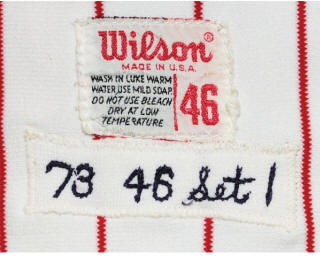 Wilson®
MADE IN U.S.A.
WASH IN LUKE WARM
WATER, USE MILD SOAP.
DO NOT USE BLEACH
DRY AT LOW
TEMPERATURE
46
73 46 Set 1